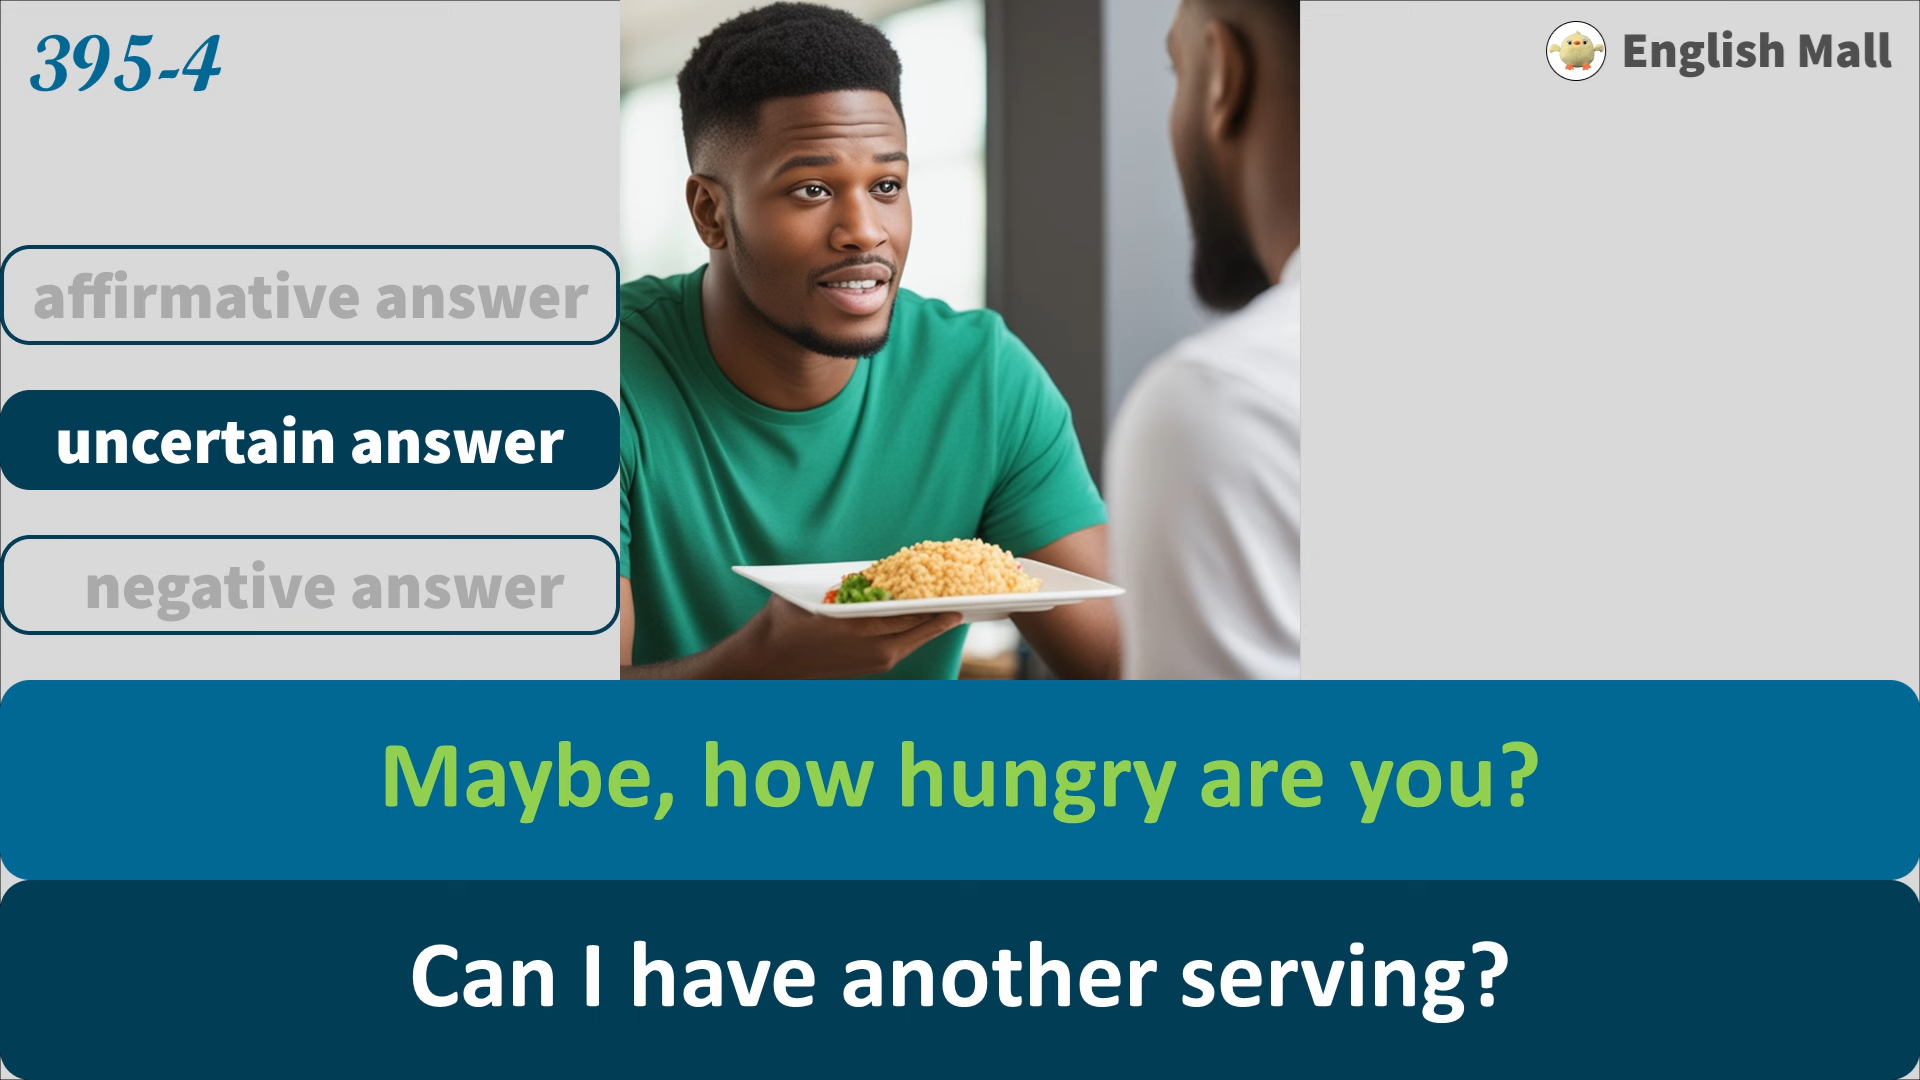 395-4
English Mall
affirmative answer
uncertain answer
negative answer
Maybe, how hungry are you?
Can I have another serving?